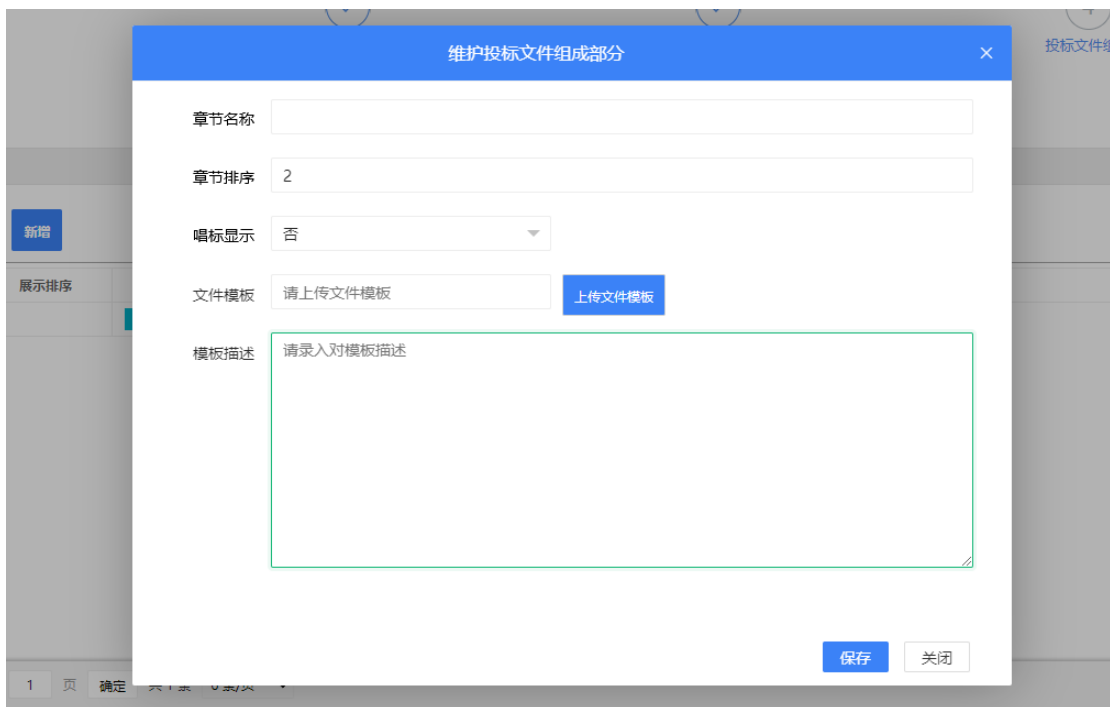 维护投标文件组成部分
投标文件组
章节名称
章节排序 2
新增
唱标显示 否
展示排序
文件模板 请上传文件模板 上传文件模板
模板描述 请录入对模板描述
保存 关闭
1 页 确定